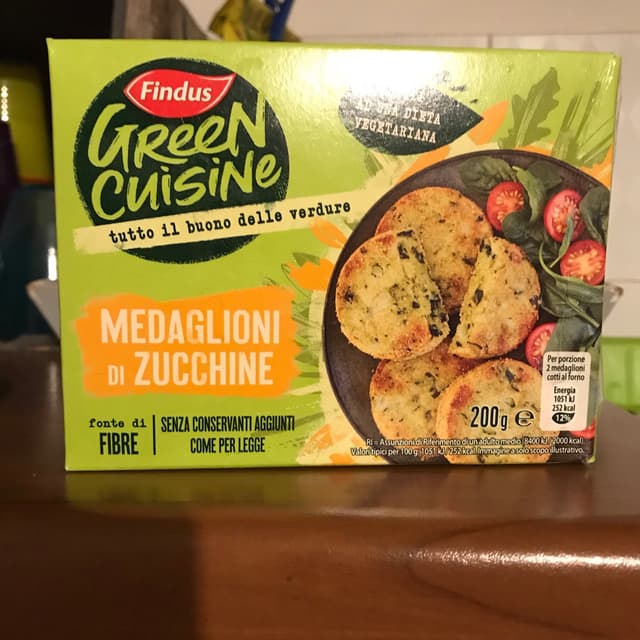 Findus
GREEN
CUISINE
tutto il buono delle verdure
DIETA
VEGETARIANA
MEDAGLIONI
DI ZUCCHINE
fonte di
FIBRE
SENZA CONSERVANTI AGGIUNTI
COME PER LEGGE
Per porzione
2 medaglioni
cotti al forno
Energia
1051 kJ
252 kcal
12%
200g e
RI = Assunzioni di Riferimento di un adulto medio (8400 kJ / 2000 kcal)
Valori tipici per 100 g: 1051 kJ / 252 kcal. Immagine a solo scopo illustrativo.